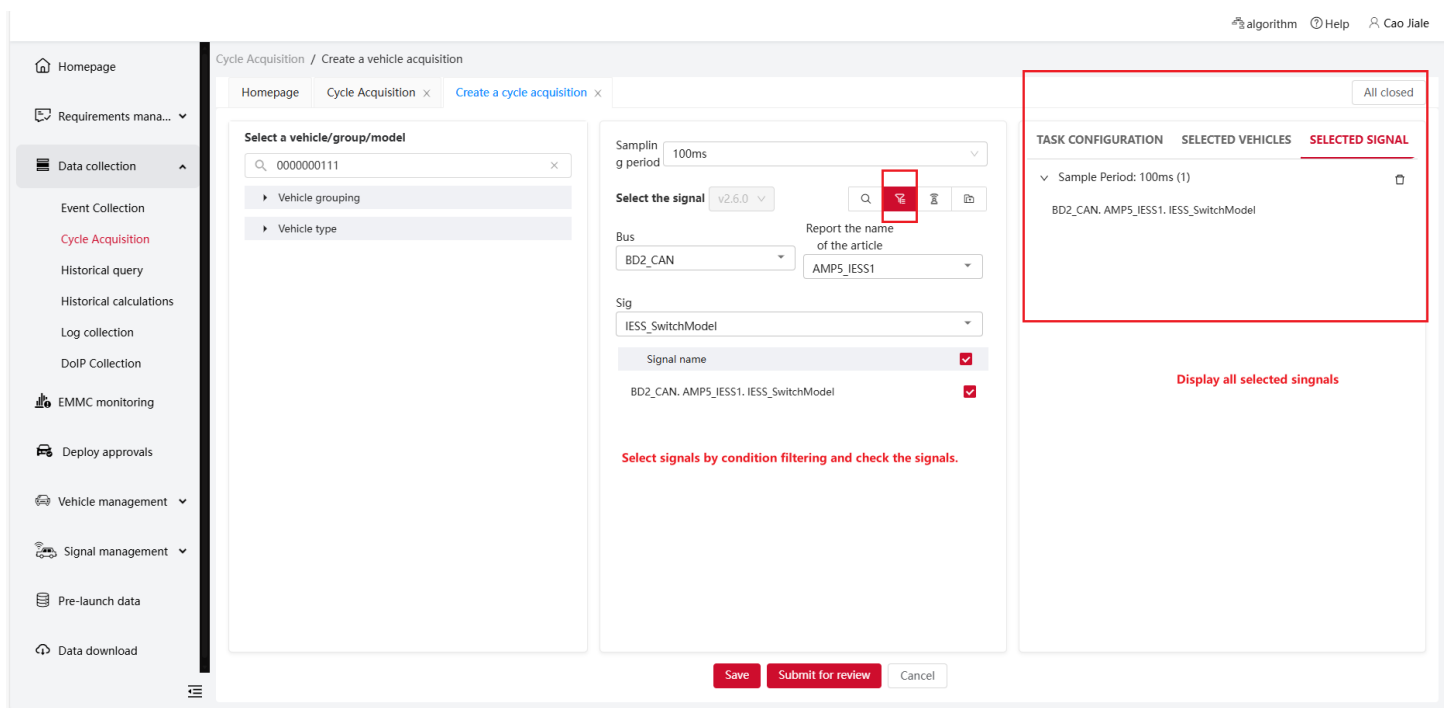 algorithm Help Cao Jiale
Homepage
Requirements mana...
Data collection
Event Collection
Cycle Acquisition
Historical query
Historical calculations
Log collection
DoIP Collection
EMMC monitoring
Deploy approvals
Vehicle management
Signal management
Pre-launch data
Data download
Cycle Acquisition / Create a vehicle acquisition
Homepage Cycle Acquisition × Create a cycle acquisition ×
All closed
Select a vehicle/group/model
0000000111 ×
Vehicle grouping
Vehicle type
Samplin
g period
100ms
Select the signal v2.6.0
Bus
BD2_CAN
Report the name
of the article
AMP5_IESS1
Sig
IESS_SwitchModel
Signal name
BD2_CAN. AMP5_IESS1. IESS_SwitchModel
Select signals by condition filtering and check the signals.
TASK CONFIGURATION SELECTED VEHICLES SELECTED SIGNAL
Sample Period: 100ms (1)
BD2_CAN. AMP5_IESS1. IESS_SwitchModel
Display all selected singnals
Save Submit for review Cancel